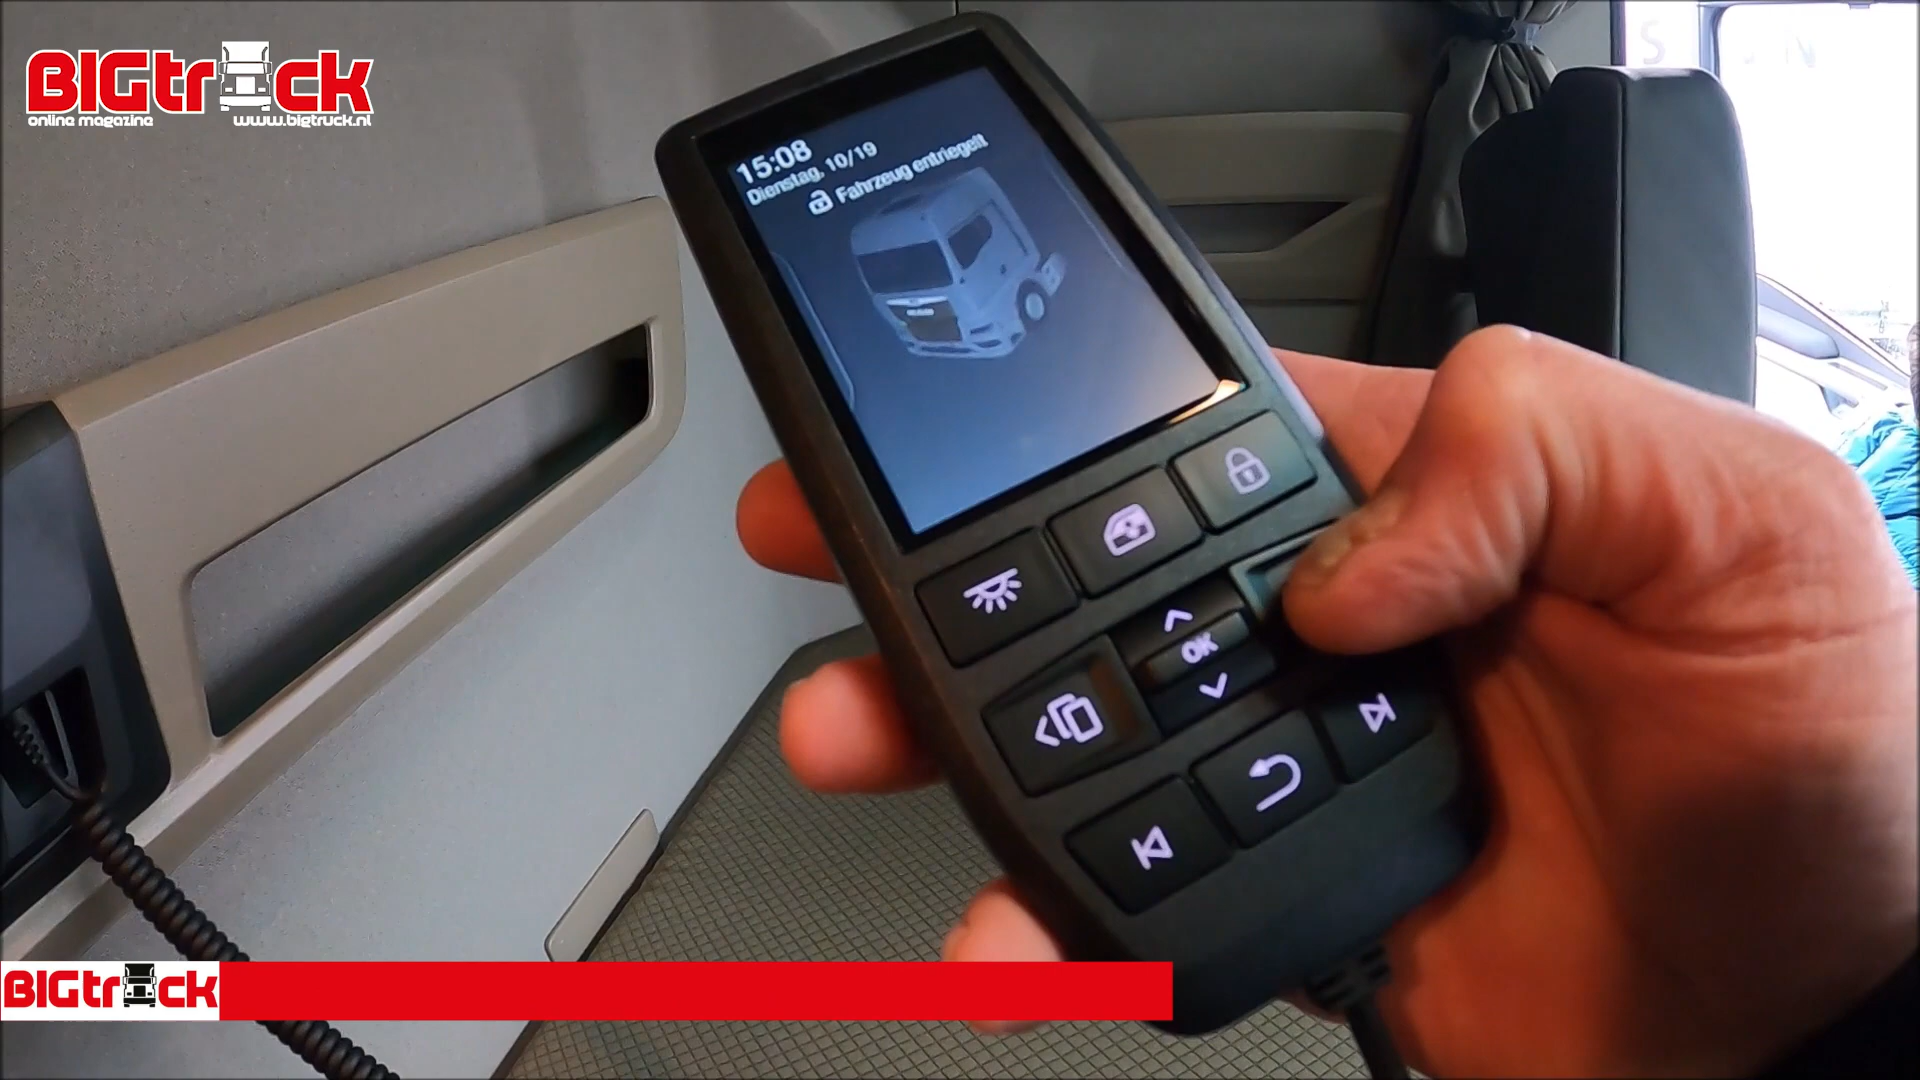 BIGtruck
online magazine
www.bigtruck.nl
15:08
Dienstag, 10/19
Fahrzeug entriegelt
OK
BIGtruck